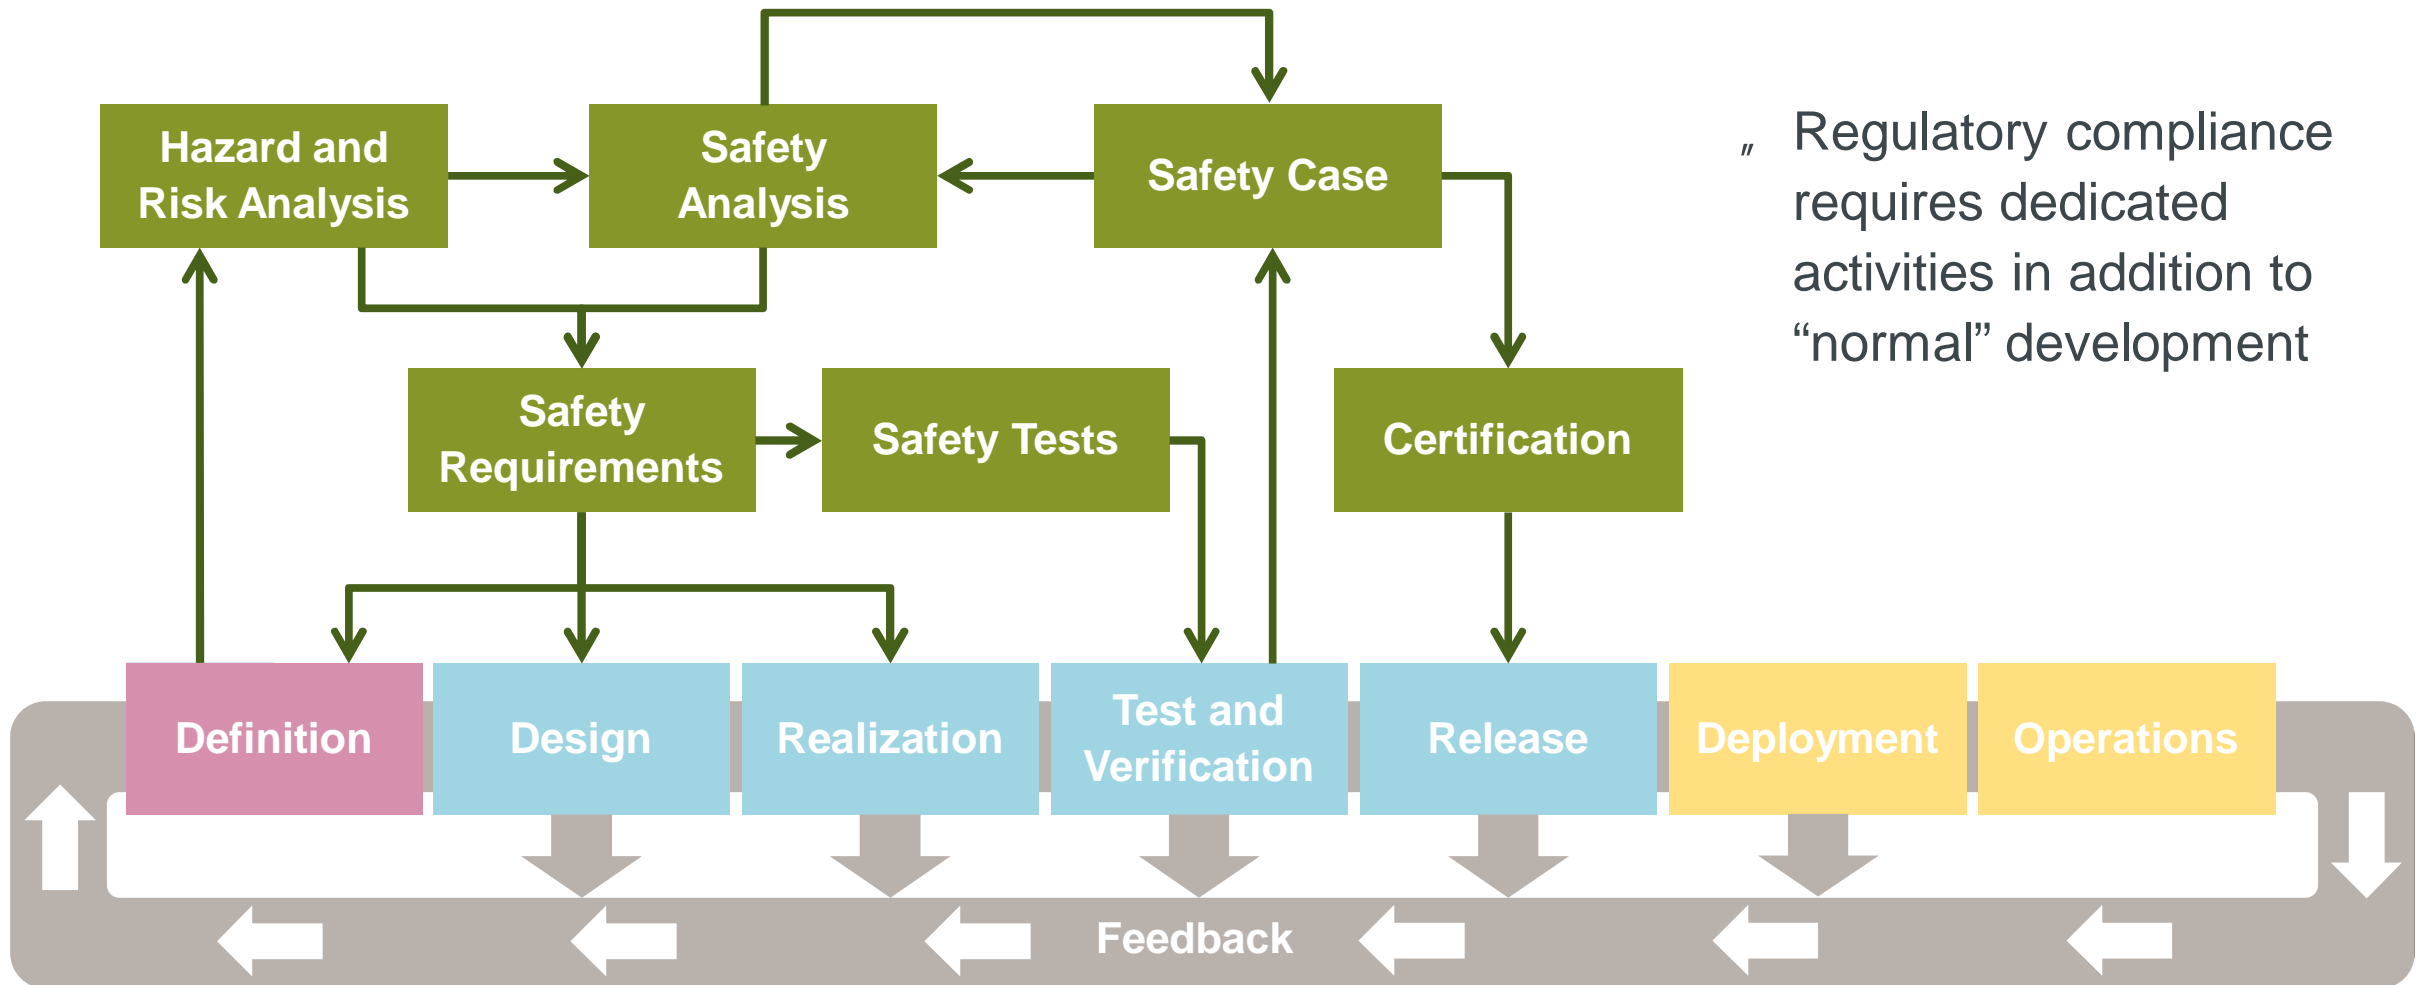 Hazard and
Risk Analysis
Safety
Analysis
Safety Case
„ Regulatory compliance
requires dedicated
activities in addition to
“normal” development
Safety
Requirements
Safety Tests
Certification
Definition
Design
Realization
Test and
Verification
Release
Deployment
Operations
Feedback